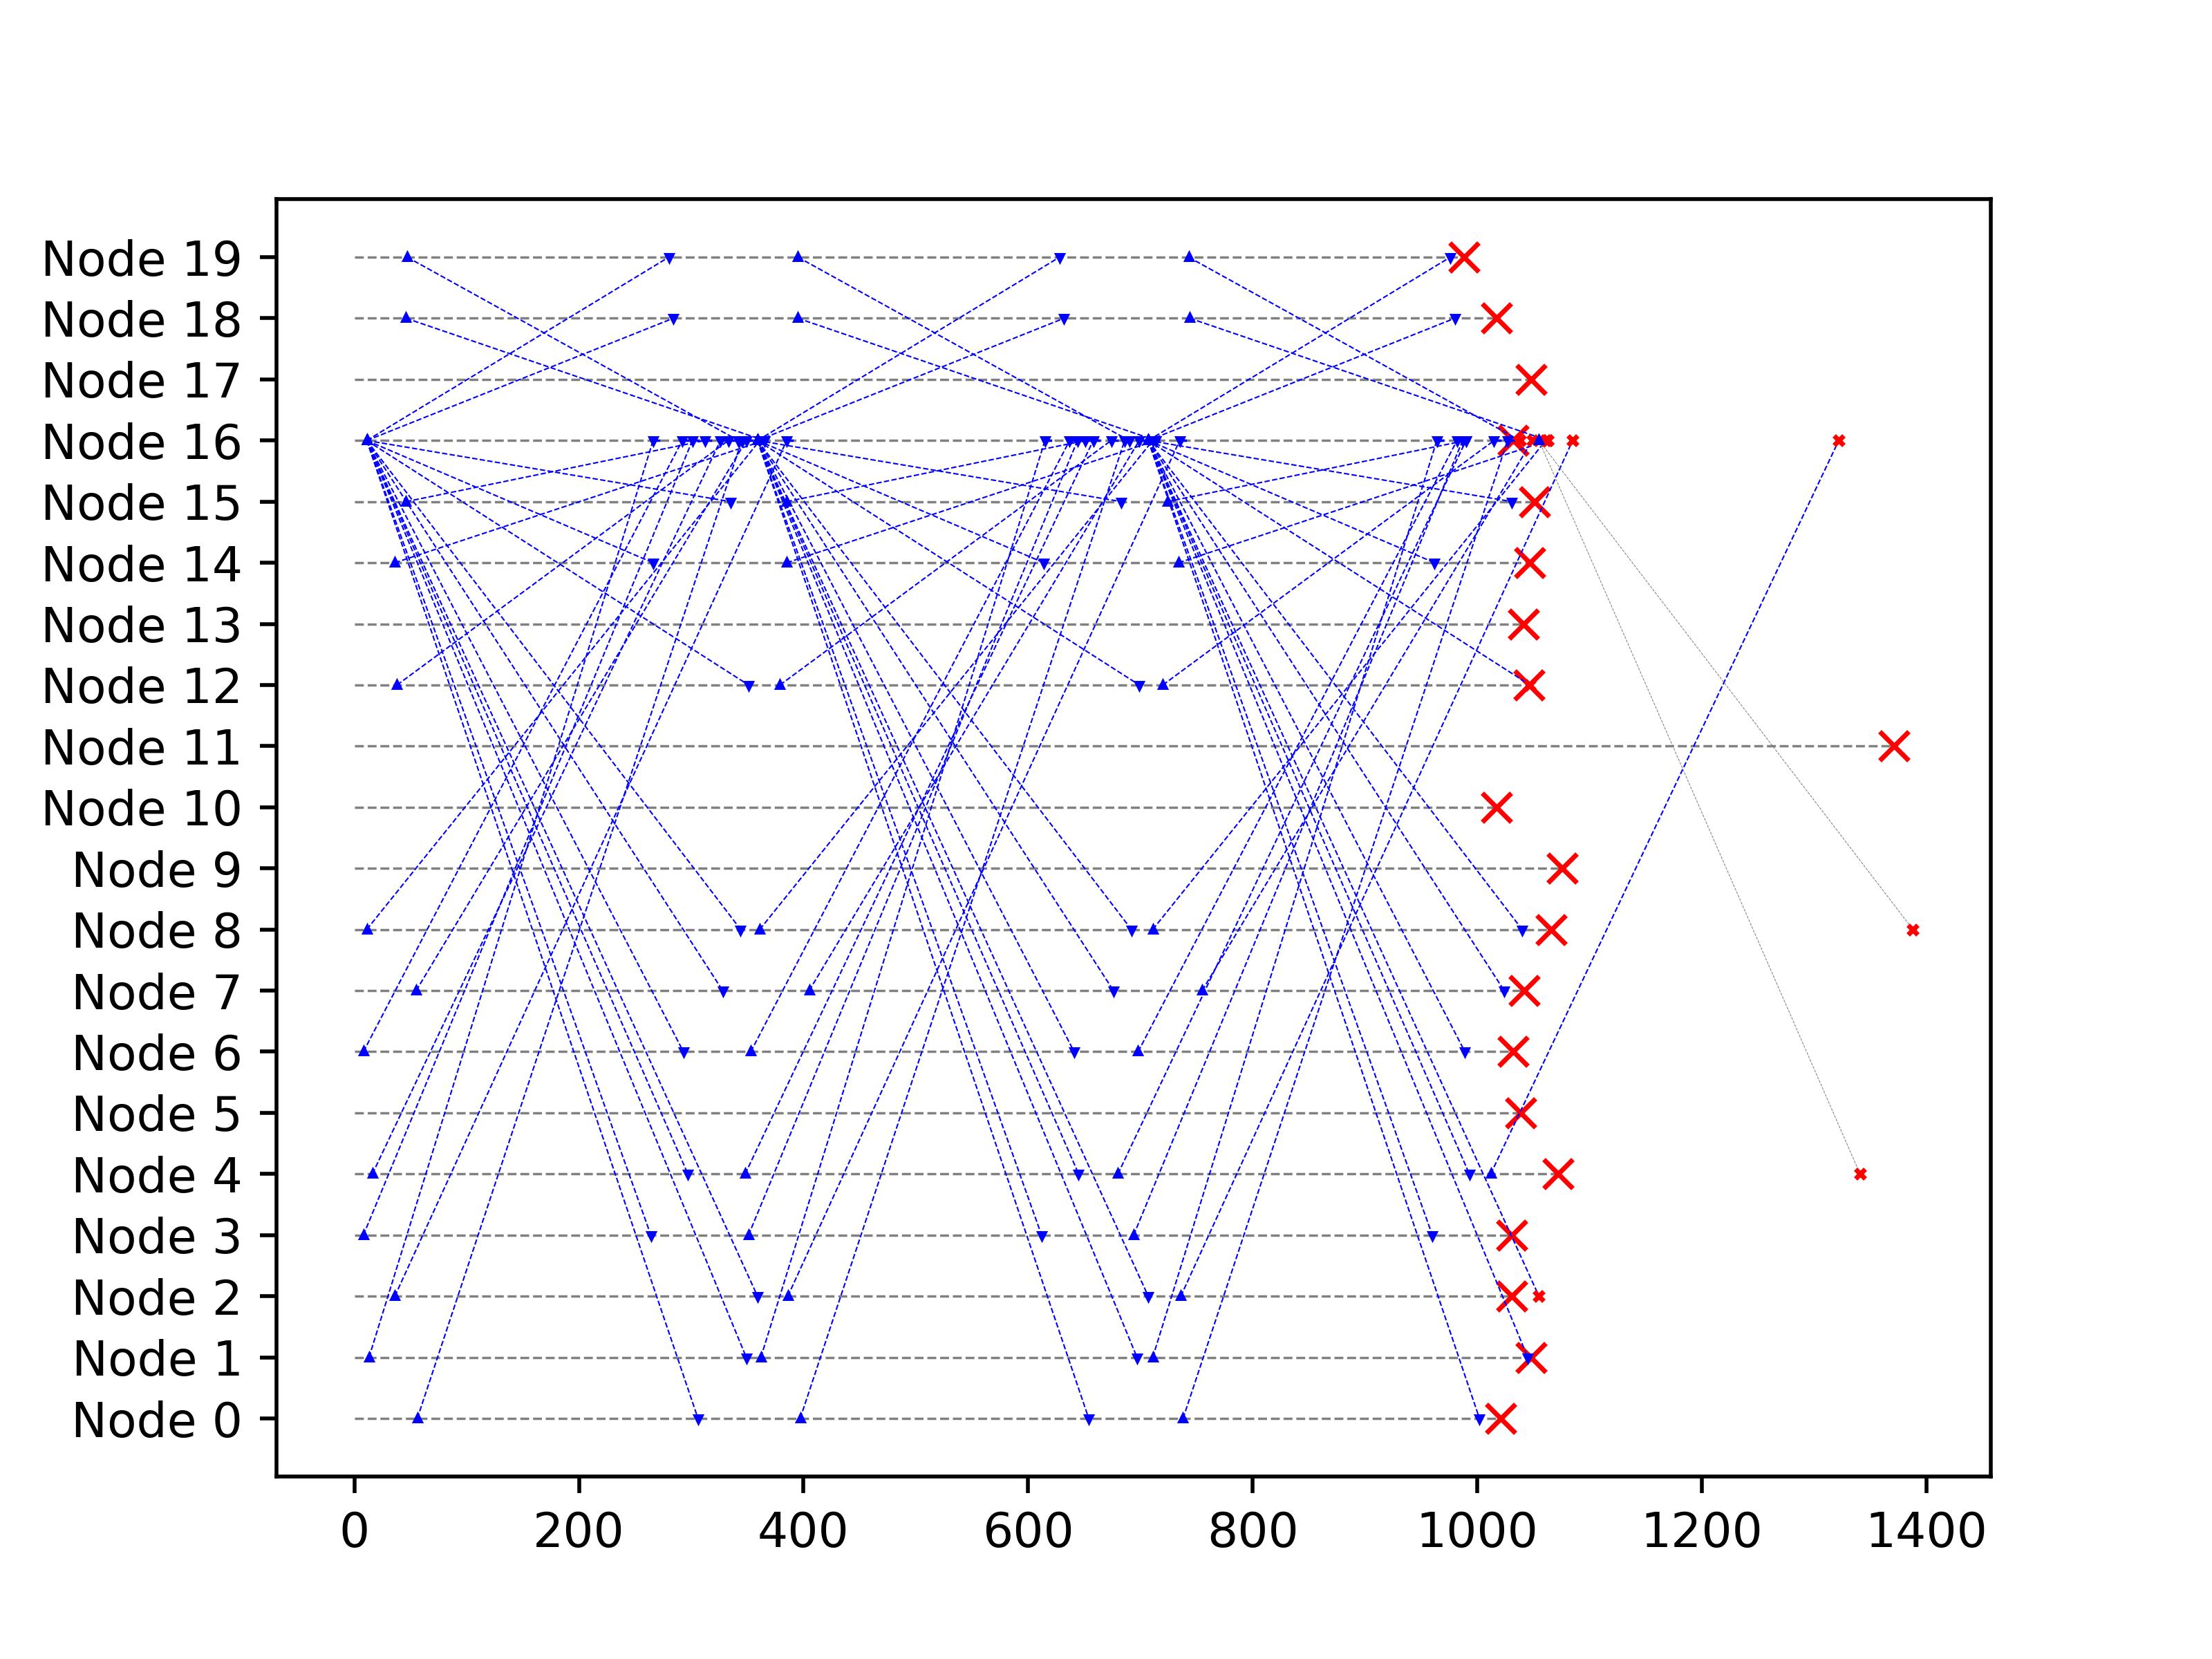 Node 19
Node 18
Node 17
Node 16
Node 15
Node 14
Node 13
Node 12
Node 11
Node 10
Node 9
Node 8
Node 7
Node 6
Node 5
Node 4
Node 3
Node 2
Node 1
Node 0
0 200 400 600 800 1000 1200 1400